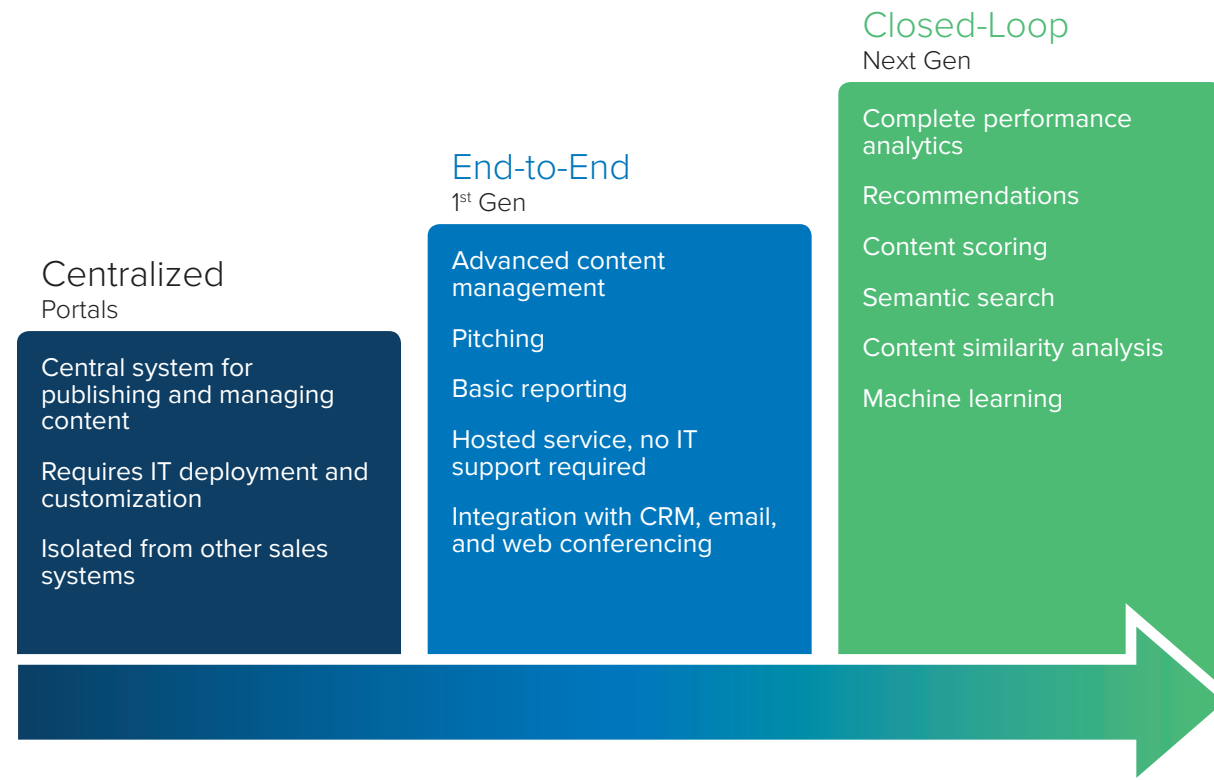 Centralized
Portals
Central system for
publishing and managing
content
Requires IT deployment and
customization
Isolated from other sales
systems
End-to-End
1st Gen
Advanced content
management
Pitching
Basic reporting
Hosted service, no IT
support required
Integration with CRM, email,
and web conferencing
Closed-Loop
Next Gen
Complete performance
analytics
Recommendations
Content scoring
Semantic search
Content similarity analysis
Machine learning